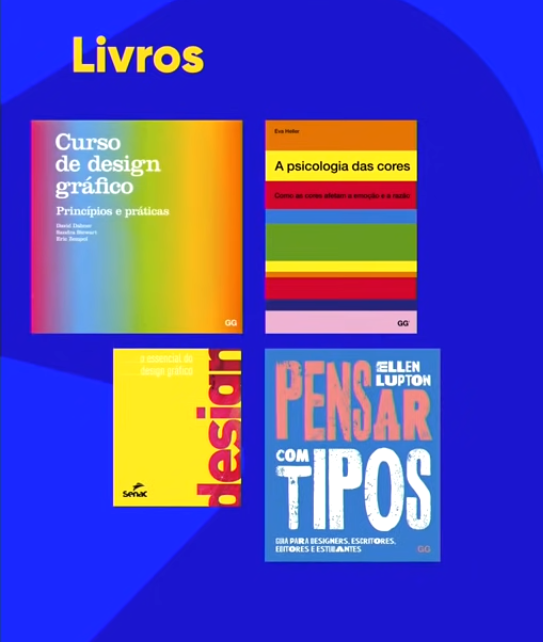 Livros
Curso
de design
gráfico
Princípios e práticas
David Dabner
Sandra Stewart
Eric Zempol
GG
Eva Heller
A psicologia das cores
Como as cores afetam a emoção e a razão
GG
o essencial do
design gráfico
design
Senac
PENSAR
ELLEN
LUPTON
COM
TIPOS
GUIA PARA DESIGNERS, ESCRITORES,
EDITORES E ESTUDANTES
GG